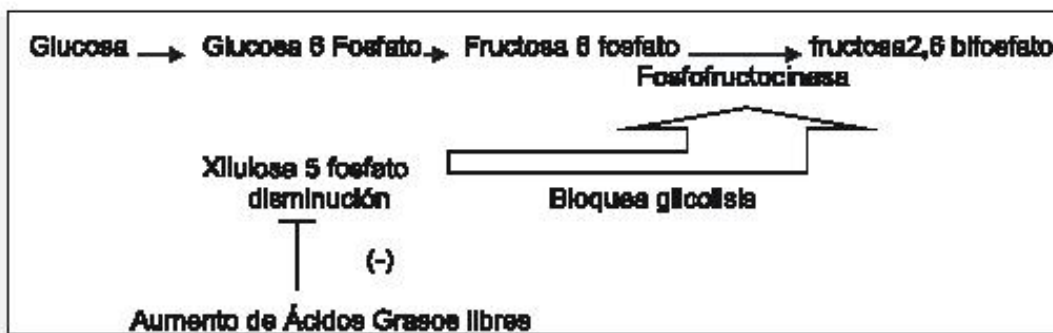 Glucosa → Glucosa 6 Fosfato → Fructosa 6 fosfato → fructosa2,6 bifosfato
Fosfofructocinasa
Xilulosa 5 fosfato
disminución
Bloquea glicolisis
(-)
Aumento de Ácidos Grasos libres